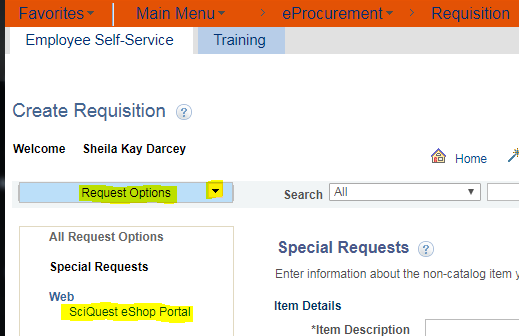 Favorites Main Menu > eProcurement > Requisition
Employee Self-Service Training
Create Requisition ?
Welcome Sheila Kay Darcey
Home
Request Options Search All
All Request Options
Special Requests
Web
SciQuest eShop Portal
Special Requests ?
Enter information about the non-catalog item y
Item Details
*Item Description